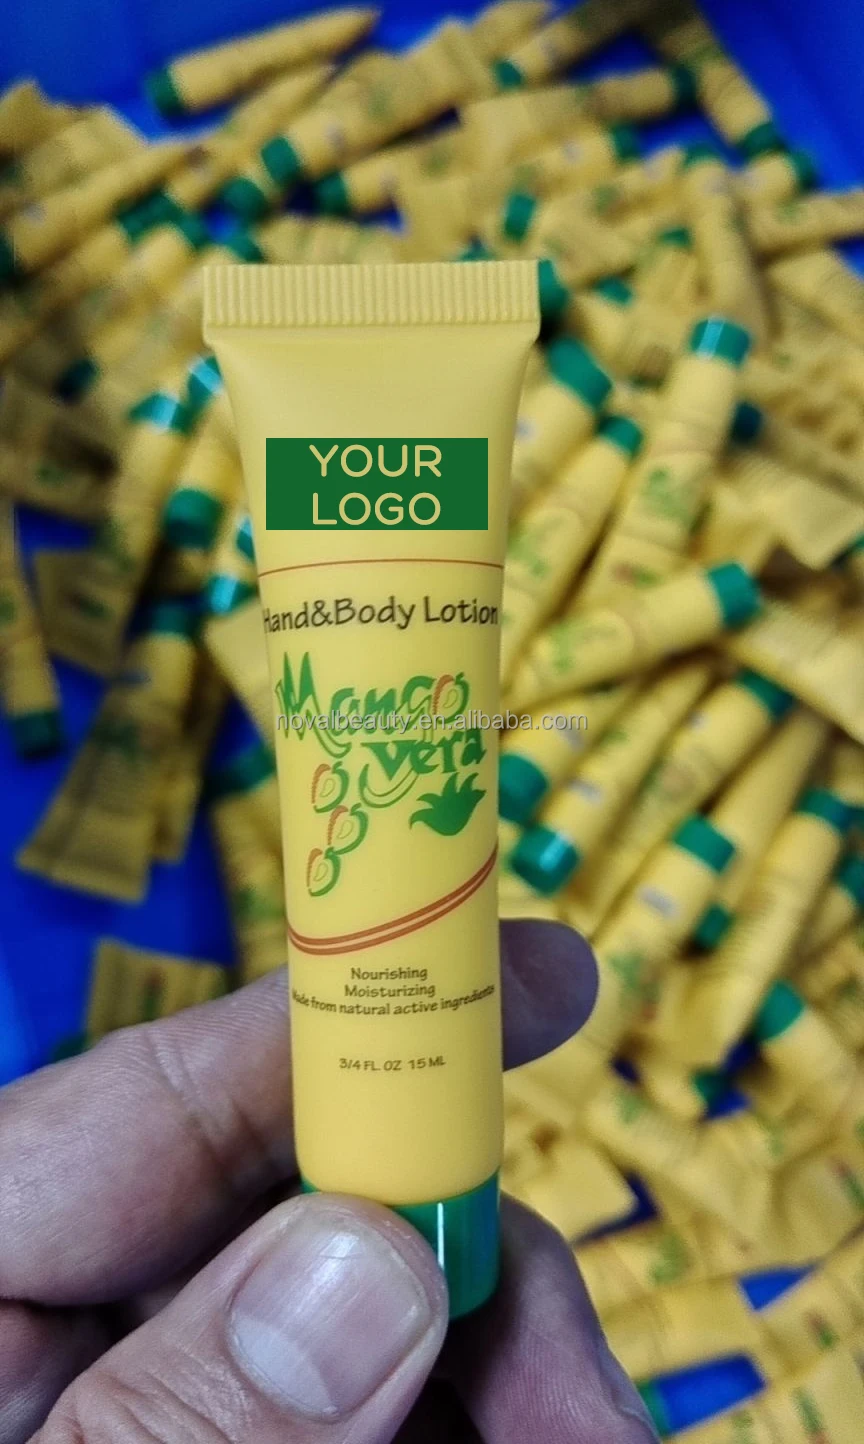 YOUR
LOGO
Hand&Body Lotion
Mango
vera
novalbeauty.en.alibaba.com
Nourishing
Moisturizing
Made from natural active ingredients
3/4 FL. OZ 15 ML